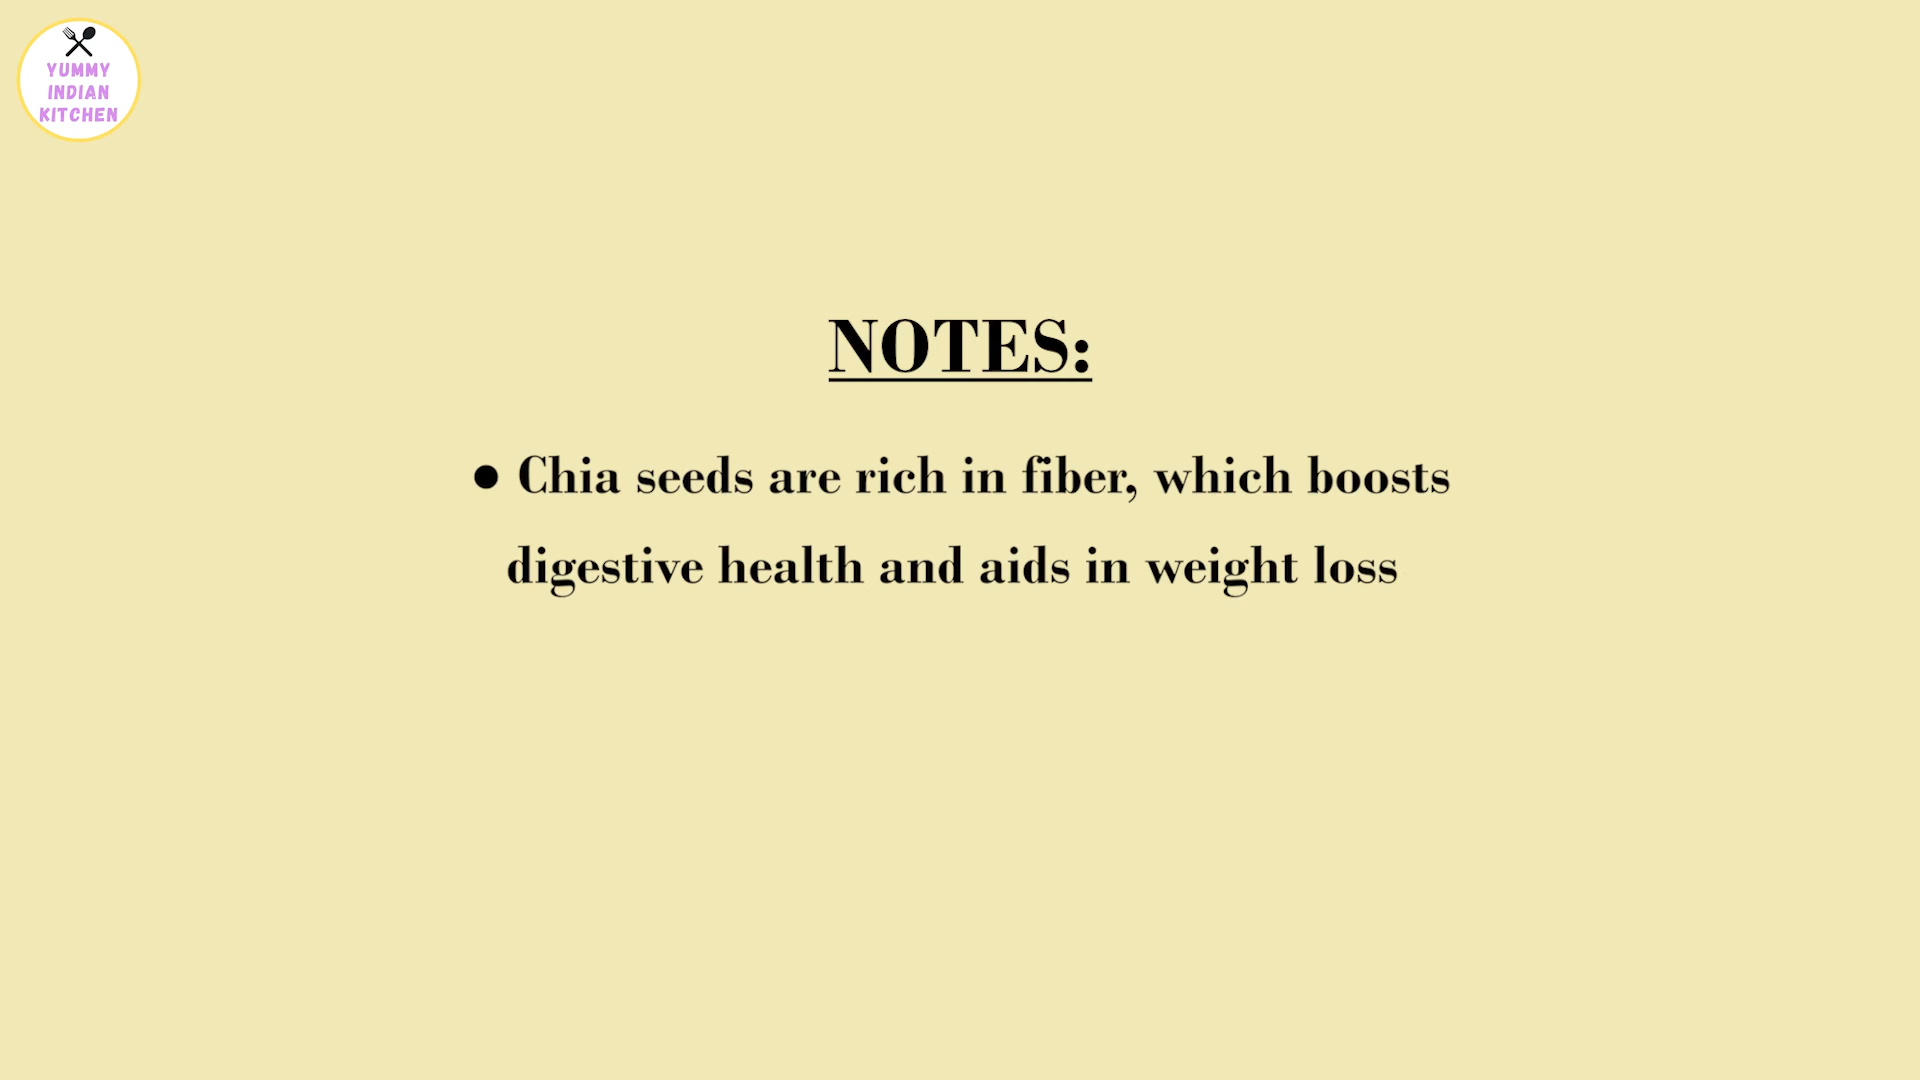 YUMMY
INDIAN
KITCHEN
NOTES:
● Chia seeds are rich in fiber, which boosts
digestive health and aids in weight loss